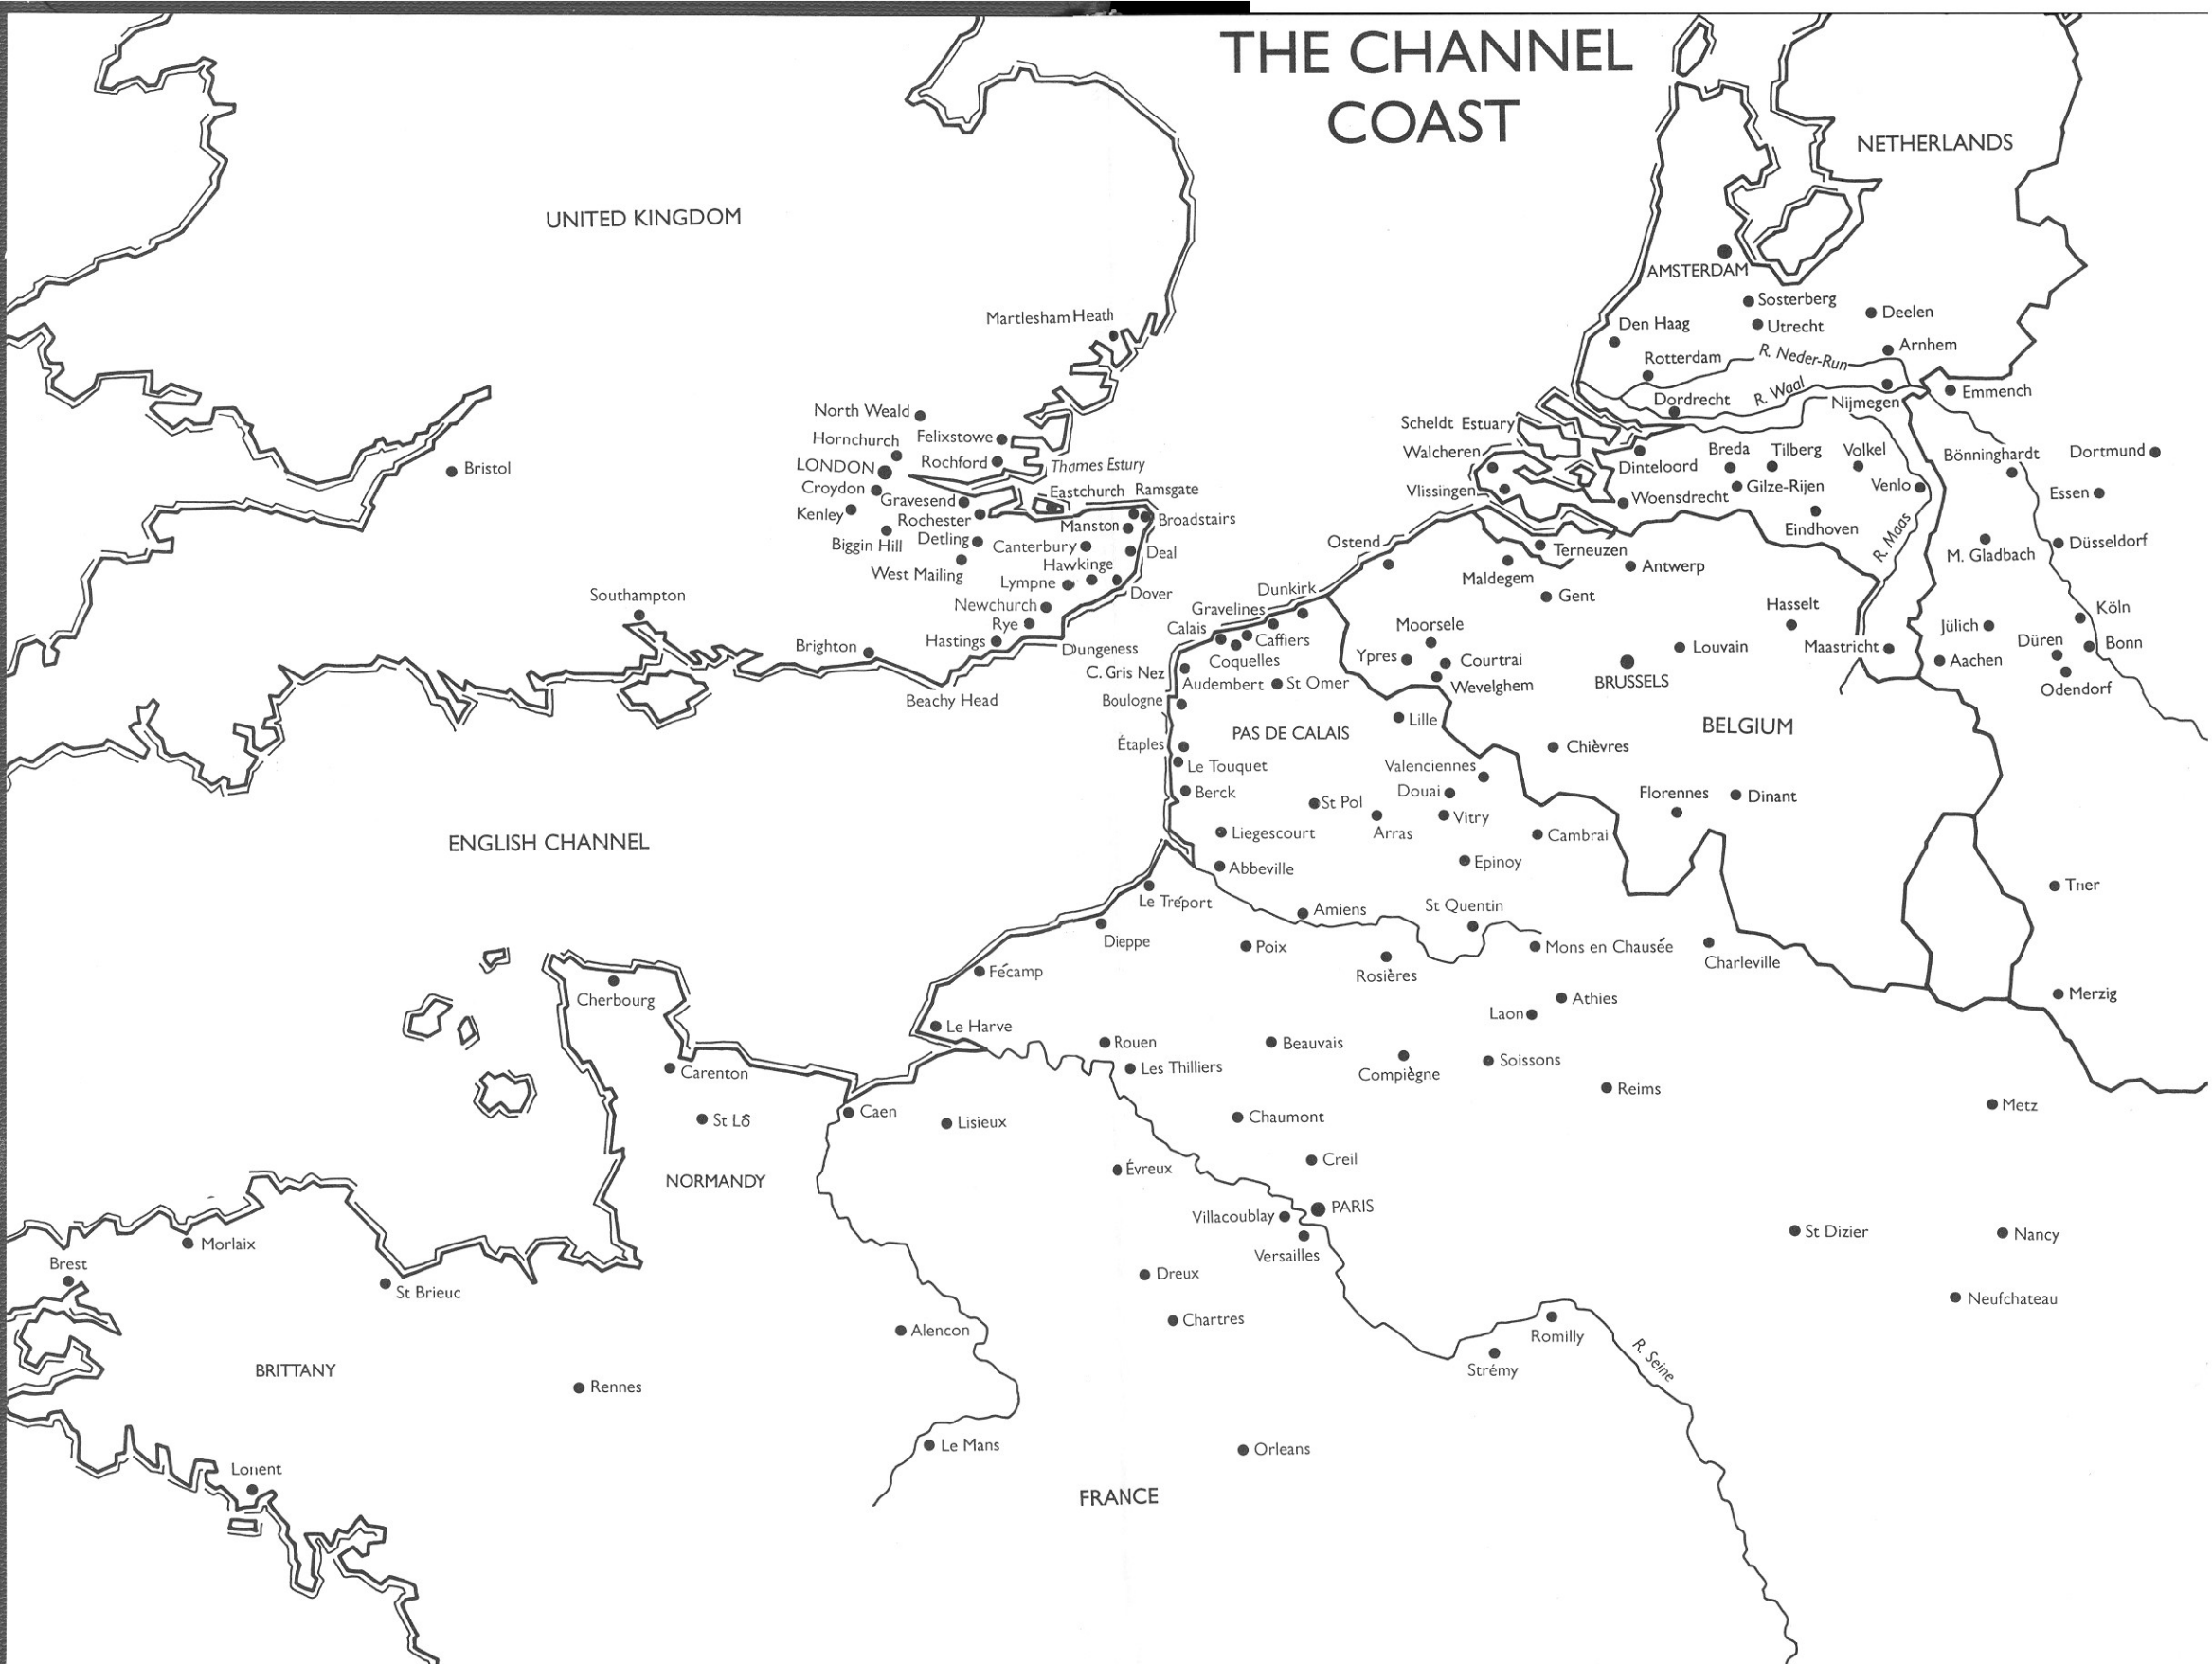 THE CHANNEL
COAST
NETHERLANDS
UNITED KINGDOM
AMSTERDAM
Sosterberg
Deelen
Den Haag
Utrecht
Martlesham Heath
Arnhem
Rotterdam
R. Neder-Run
R. Waal
Emmench
Dordrecht
Nijmegen
North Weald
Scheldt Estuary
Hornchurch
Felixstowe
Walcheren
Breda
Tilberg
Volkel
Bönninghardt
Dortmund
LONDON
Rochford
Thames Estury
Dinteloord
Bristol
Croydon
Gravesend
Eastchurch
Ramsgate
Vlissingen
Woensdrecht
Gilze-Rijen
Venlo
Essen
Kenley
Rochester
Manston
Broadstairs
Eindhoven
R. Maas
Biggin Hill
Detling
Canterbury
Deal
Ostend
Terneuzen
M. Gladbach
Düsseldorf
West Mailing
Hawkinge
Lympne
Maldegem
Antwerp
Southampton
Dover
Dunkirk
Gent
Newchurch
Gravelines
Hasselt
Köln
Rye
Calais
Caffiers
Moorsele
Jülich
Brighton
Hastings
Dungeness
Coquelles
Ypres
Courtrai
Louvain
Maastricht
Düren
Bonn
C. Gris Nez
Aachen
Audembert
St Omer
Wevelghem
BRUSSELS
Odendorf
Beachy Head
Boulogne
Lille
BELGIUM
PAS DE CALAIS
Étaples
Chièvres
Le Touquet
Valenciennes
Berck
St Pol
Douai
Florennes
Dinant
Vitry
ENGLISH CHANNEL
Liegescourt
Arras
Cambrai
Abbeville
Epinoy
Trier
Le Tréport
Amiens
St Quentin
Dieppe
Poix
Mons en Chausée
Charleville
Fécamp
Rosières
Cherbourg
Athies
Merzig
Laon
Le Harve
Rouen
Beauvais
Les Thilliers
Compiègne
Soissons
Carenton
Reims
Metz
Caen
Lisieux
Chaumont
St Lô
Évreux
Creil
NORMANDY
Villacoublay
PARIS
Morlaix
Versailles
St Dizier
Nancy
Brest
St Brieuc
Dreux
Neufchateau
Chartres
Alencon
Romilly
R. Seine
BRITTANY
Strémy
Rennes
Le Mans
Orleans
Lorient
FRANCE